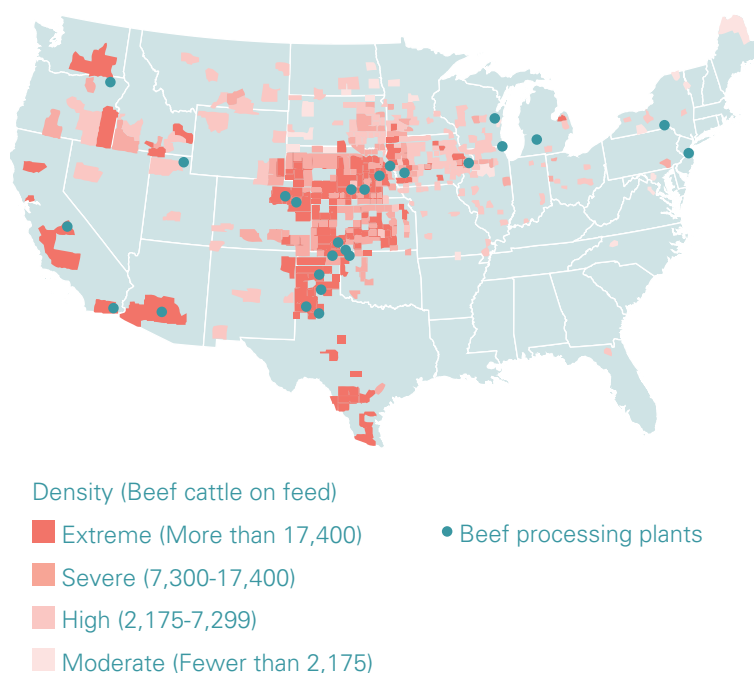 Density (Beef cattle on feed)
Extreme (More than 17,400)
Beef processing plants
Severe (7,300-17,400)
High (2,175-7,299)
Moderate (Fewer than 2,175)